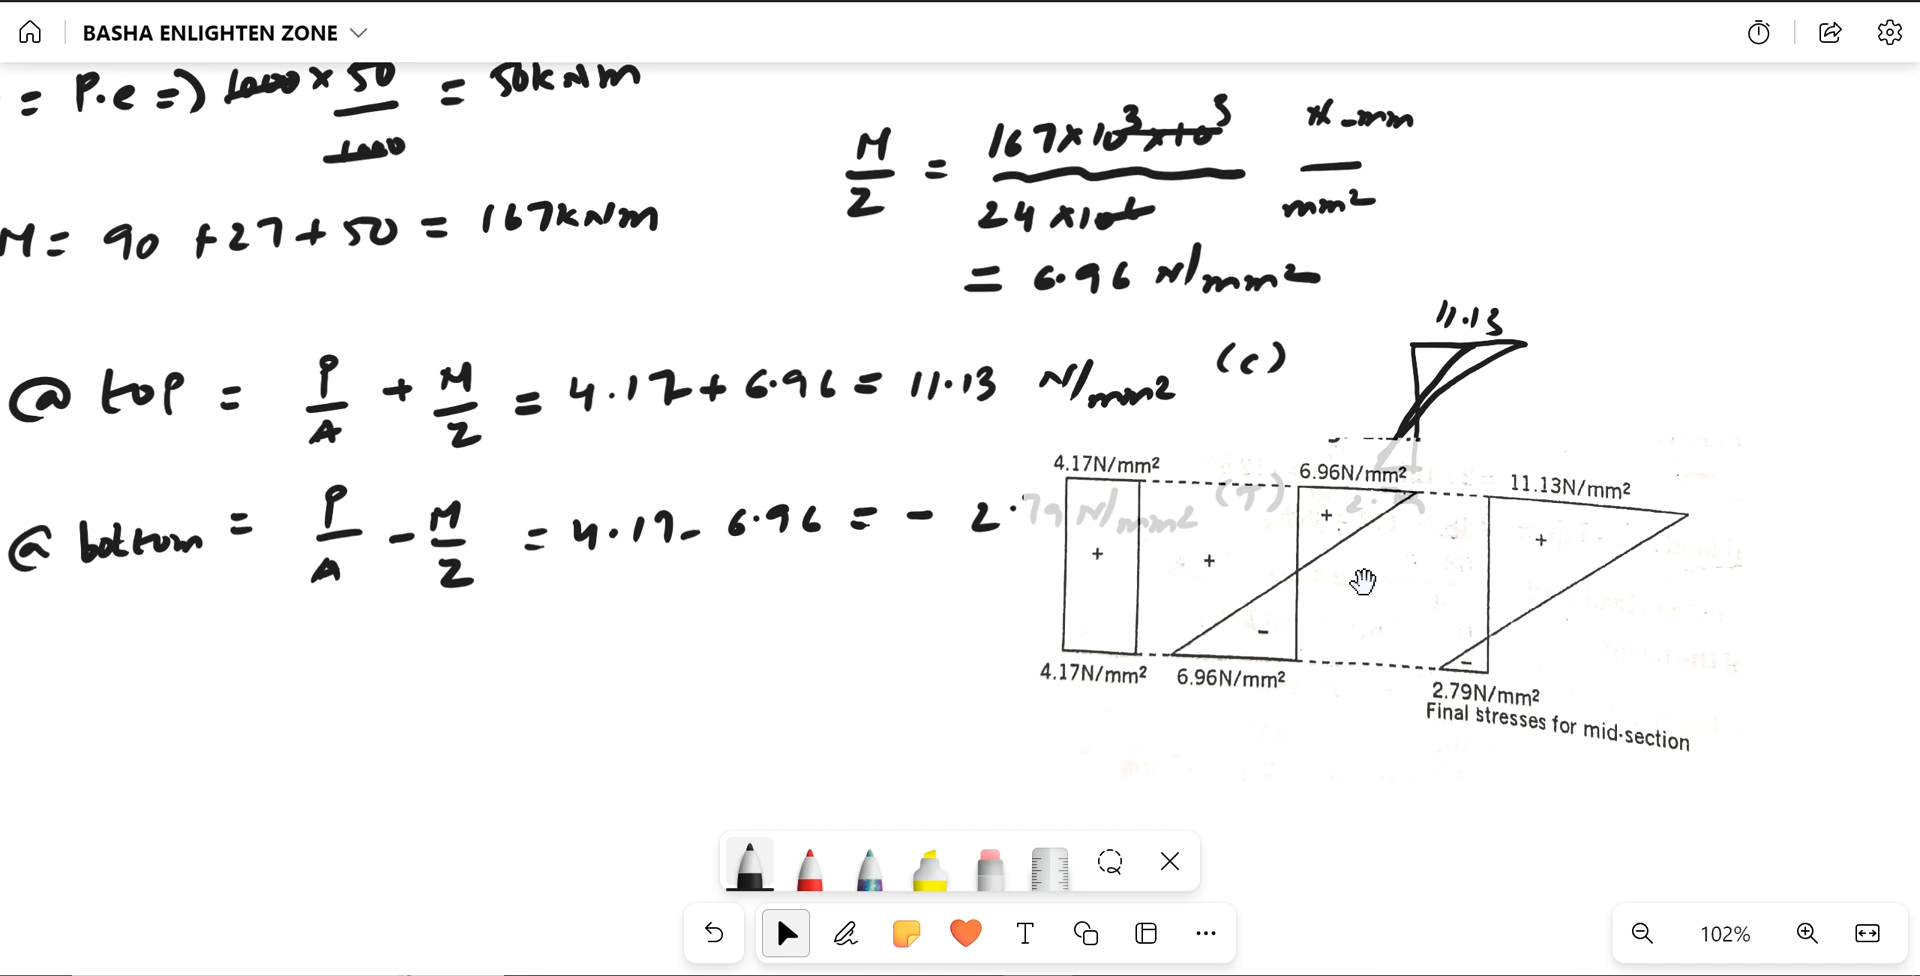 BASHA ENLIGHTEN ZONE
= P.e => 1000 × 50 / 1000 = 50kNm
M = 90 + 27 + 50 = 167kNm
M/Z = 167×10³×10³ / 24×10⁶ N-mm / mm²
= 6.96 N/mm²
11.13
@ top = P/A + M/Z = 4.17 + 6.96 = 11.13 N/mm² (c)
@ bottom = P/A - M/Z = 4.17 - 6.96 = - 2.79 N/mm² (T)
4.17N/mm² 6.96N/mm² 11.13N/mm²
+ + + - + -
4.17N/mm² 6.96N/mm² 2.79N/mm²
Final stresses for mid-section
102%